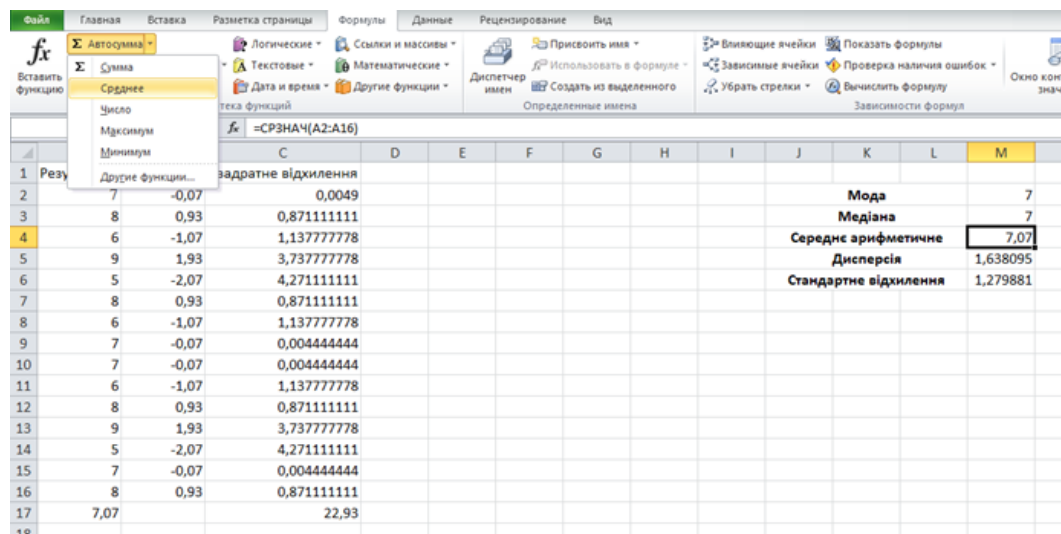 Файл Главная Вставка Разметка страницы Формулы Данные Рецензирование Вид
Вставить функцию
Σ Автосумма
Σ Сумма
Среднее
Число
Максимум
Минимум
Другие функции...
Логические
Текстовые
Дата и время
Ссылки и массивы
Математические
Другие функции
тека функций
Диспетчер имен
Присвоить имя
Использовать в формуле
Создать из выделенного
Определенные имена
Влияющие ячейки
Зависимые ячейки
Убрать стрелки
Показать формулы
Проверка наличия ошибок
Вычислить формулу
Зависимости формул
Окно
fx =СРЗНАЧ(A2:A16)
C D E F G H I J K L M
1 Резу вадратне відхилення
2 7 -0,07 0,0049 Мода 7
3 8 0,93 0,871111111 Медіана 7
4 6 -1,07 1,137777778 Середнє арифметичне 7,07
5 9 1,93 3,737777778 Дисперсія 1,638095
6 5 -2,07 4,271111111 Стандартне відхилення 1,279881
7 8 0,93 0,871111111
8 6 -1,07 1,137777778
9 7 -0,07 0,004444444
10 7 -0,07 0,004444444
11 6 -1,07 1,137777778
12 8 0,93 0,871111111
13 9 1,93 3,737777778
14 5 -2,07 4,271111111
15 7 -0,07 0,004444444
16 8 0,93 0,871111111
17 7,07 22,93